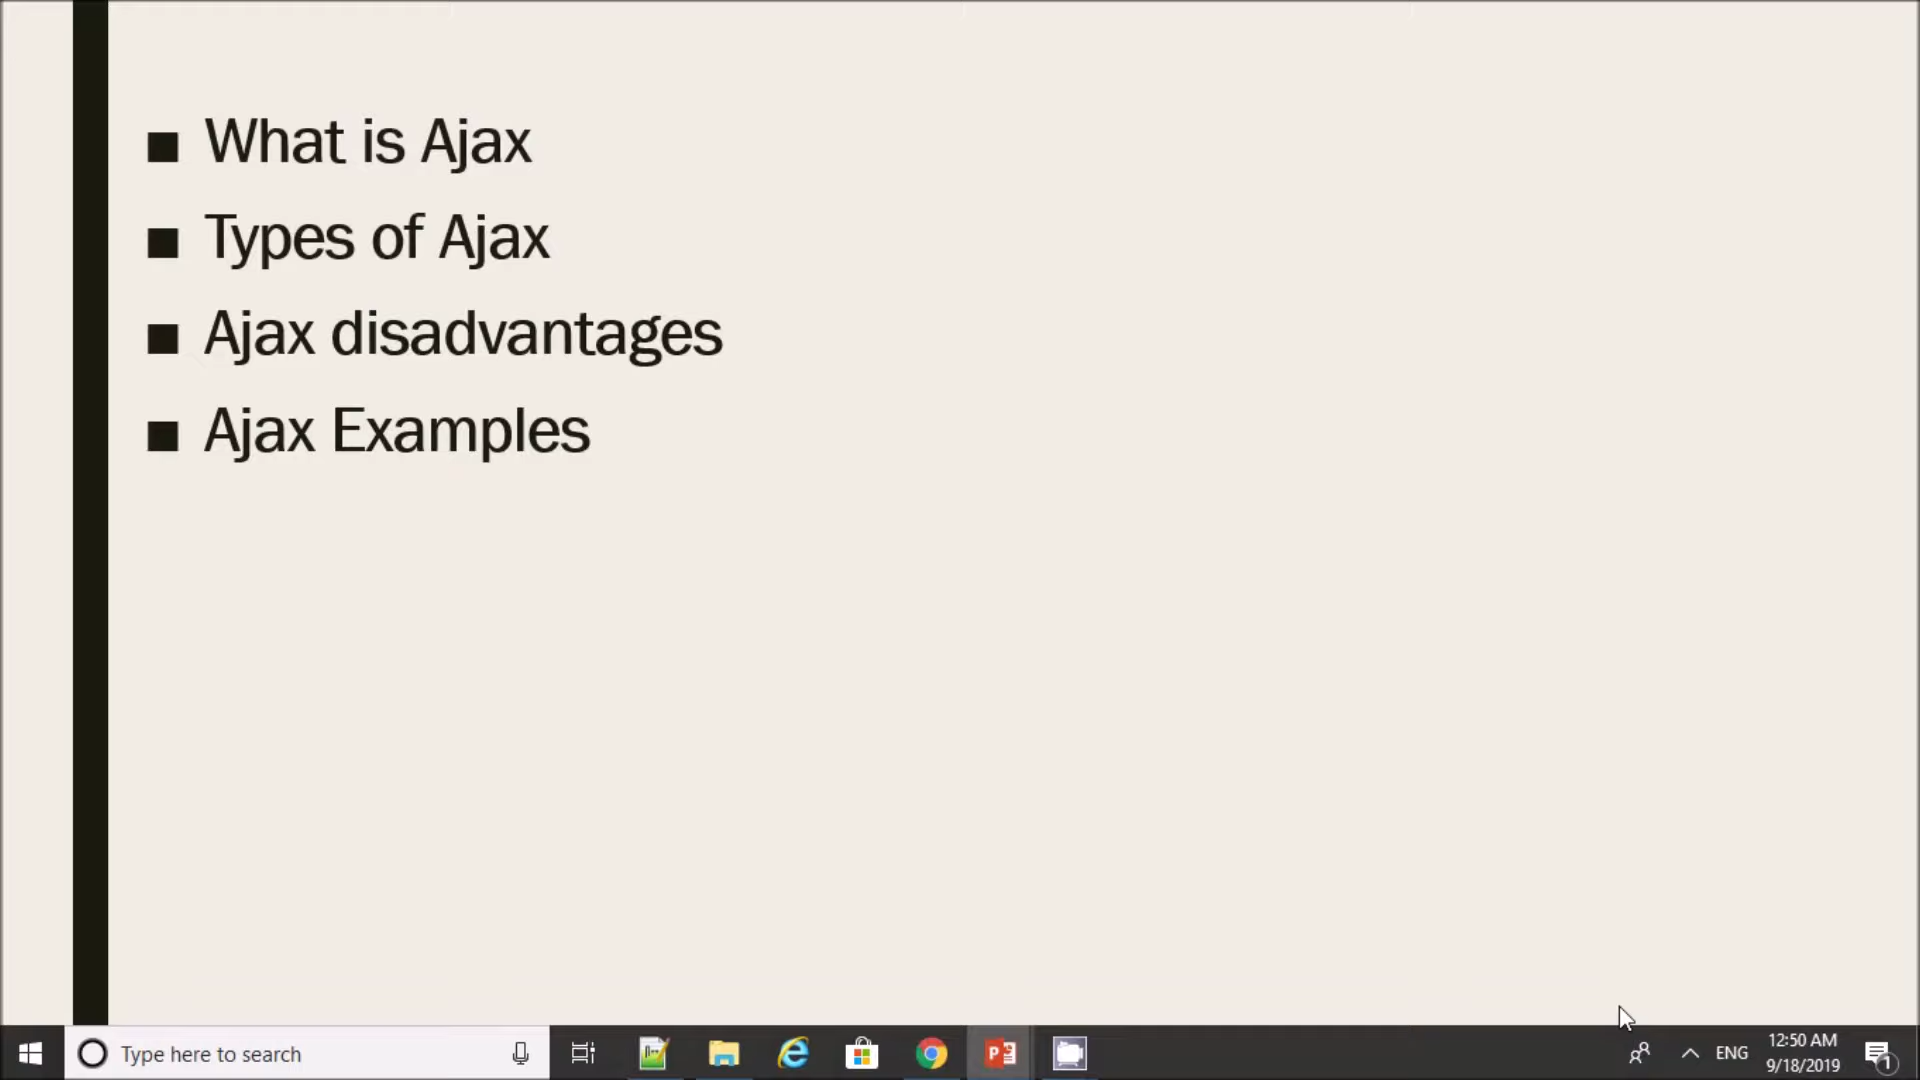 ■ What is Ajax
■ Types of Ajax
■ Ajax disadvantages
■ Ajax Examples
Type here to search
ENG
12:50 AM
9/18/2019
1